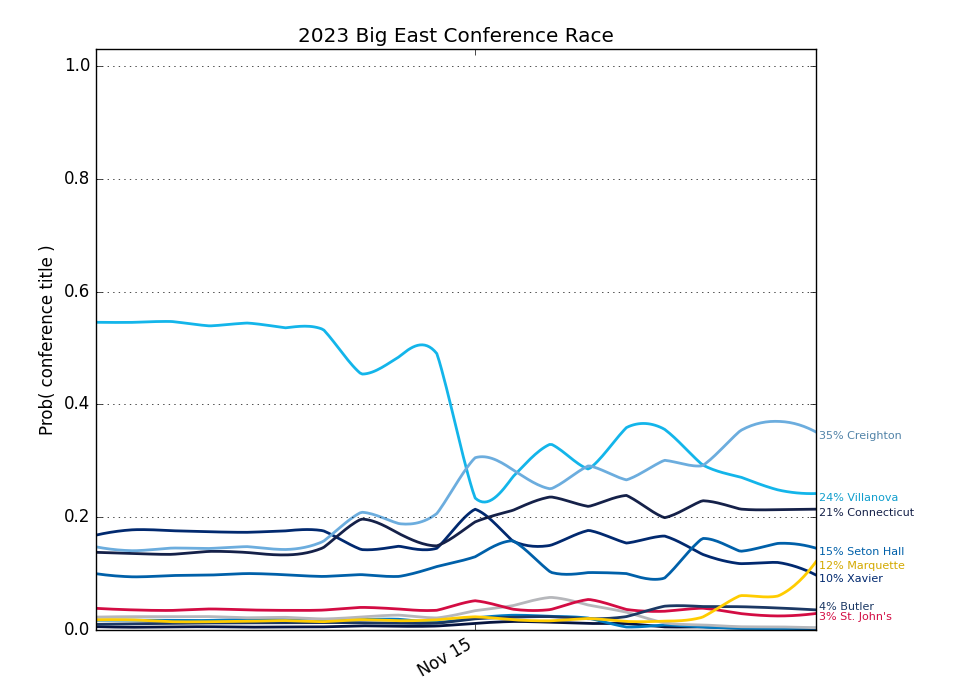 2023 Big East Conference Race
Prob( conference title )
1.0
0.8
0.6
0.4
0.2
0.0
Nov 15
35% Creighton
24% Villanova
21% Connecticut
15% Seton Hall
12% Marquette
10% Xavier
4% Butler
3% St. John's